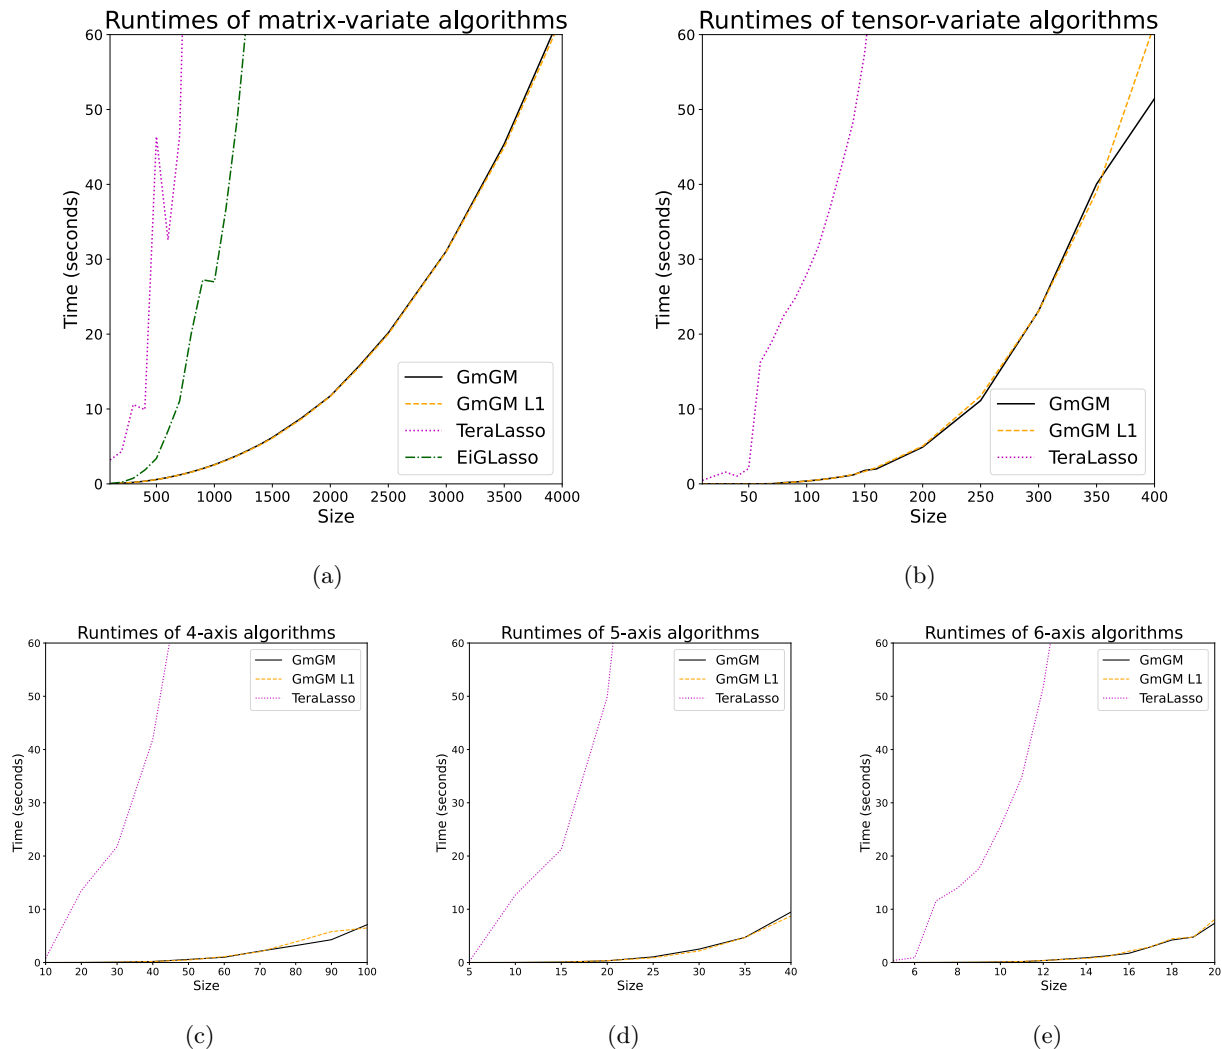 Runtimes of matrix-variate algorithms
60
50
40
30
20
10
0
Time (seconds)
GmGM
GmGM L1
TeraLasso
EiGLasso
500 1000 1500 2000 2500 3000 3500 4000
Size
(a)
Runtimes of tensor-variate algorithms
60
50
40
30
20
10
0
Time (seconds)
GmGM
GmGM L1
TeraLasso
50 100 150 200 250 300 350 400
Size
(b)
Runtimes of 4-axis algorithms
60
50
40
30
20
10
0
Time (seconds)
GmGM
GmGM L1
TeraLasso
10 20 30 40 50 60 70 80 90 100
Size
(c)
Runtimes of 5-axis algorithms
60
50
40
30
20
10
0
Time (seconds)
GmGM
GmGM L1
TeraLasso
5 10 15 20 25 30 35 40
Size
(d)
Runtimes of 6-axis algorithms
60
50
40
30
20
10
0
Time (seconds)
GmGM
GmGM L1
TeraLasso
6 8 10 12 14 16 18 20
Size
(e)